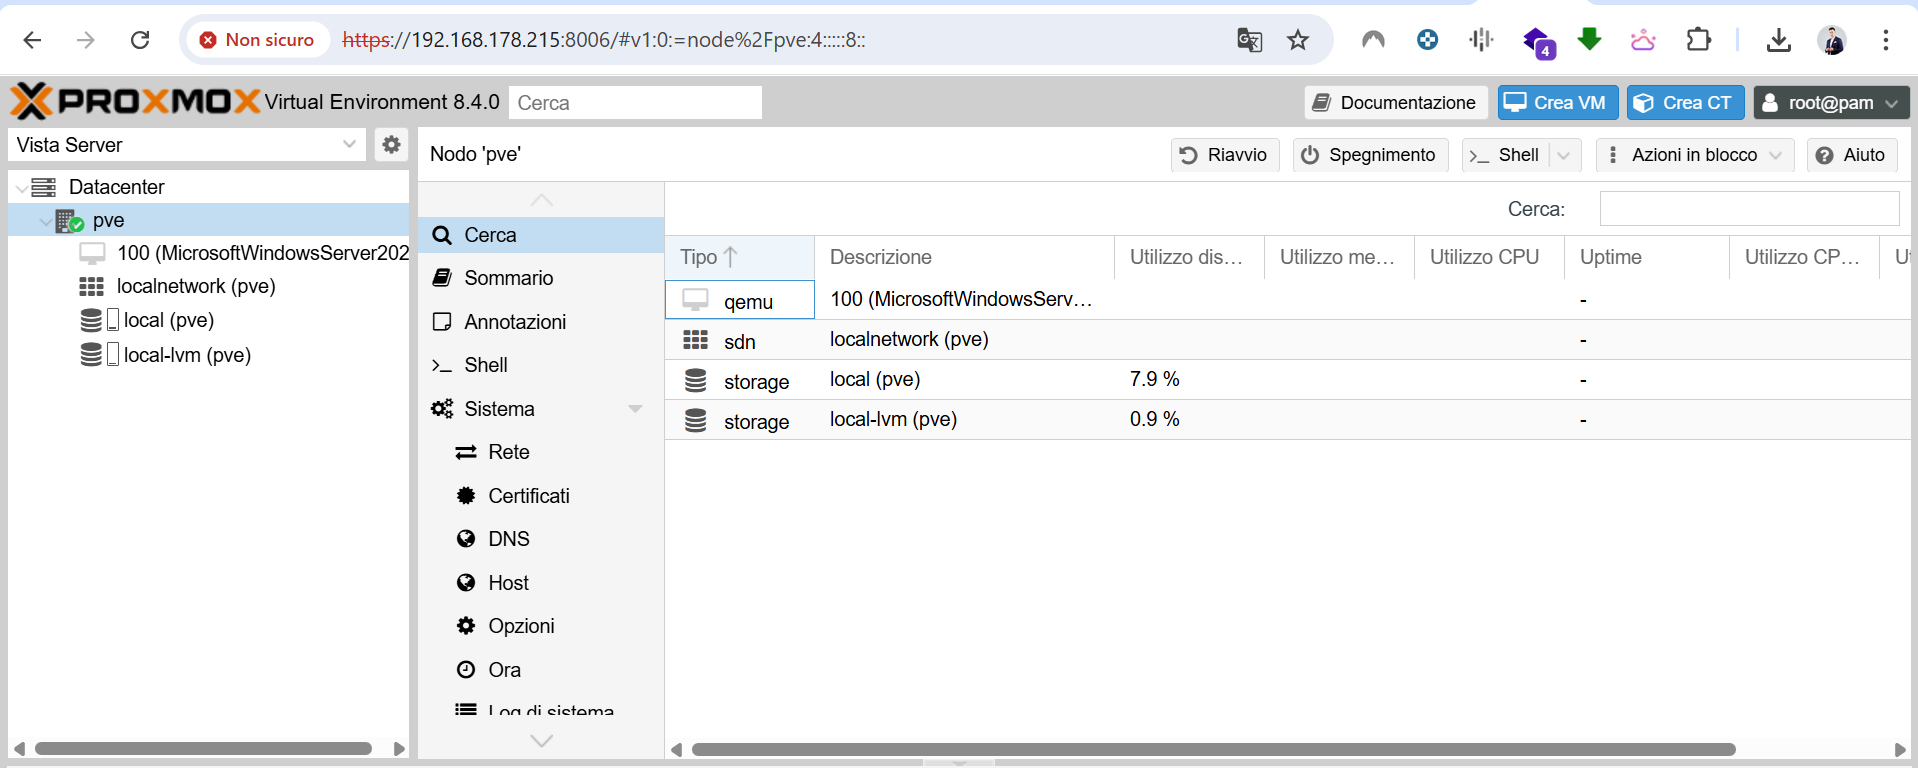 Non sicuro https://192.168.178.215:8006/#v1:0:=node%2Fpve:4:::::8::
4
PROXMOX Virtual Environment 8.4.0 Cerca Documentazione Crea VM Crea CT root@pam
Vista Server
Nodo 'pve' Riavvio Spegnimento Shell Azioni in blocco Aiuto
Datacenter
pve
100 (MicrosoftWindowsServer202
localnetwork (pve)
local (pve)
local-lvm (pve)
Cerca
Sommario
Annotazioni
Shell
Sistema
Rete
Certificati
DNS
Host
Opzioni
Ora
Log di sistema
Cerca:
Tipo Descrizione Utilizzo dis... Utilizzo me... Utilizzo CPU Uptime Utilizzo CP... Ut
qemu 100 (MicrosoftWindowsServ... -
sdn localnetwork (pve) -
storage local (pve) 7.9 % -
storage local-lvm (pve) 0.9 % -